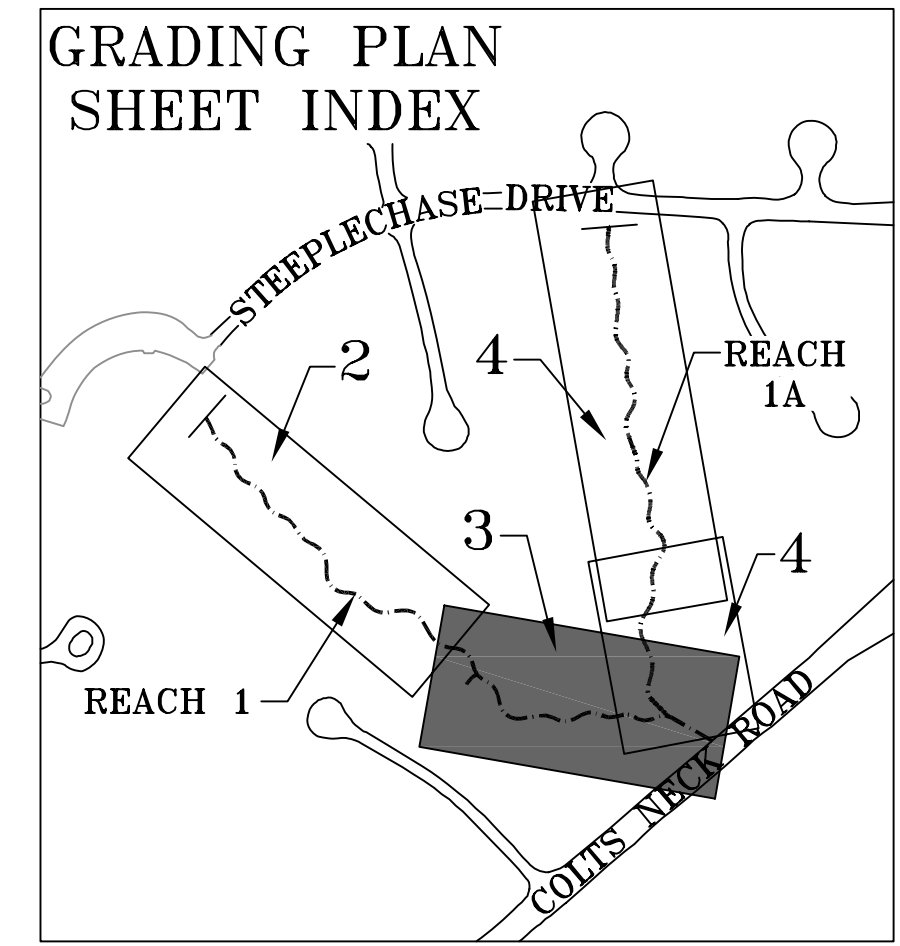 GRADING PLAN
SHEET INDEX
STEEPLECHASE DRIVE
2
4
REACH
1A
3
4
REACH 1
COLTS NECK ROAD